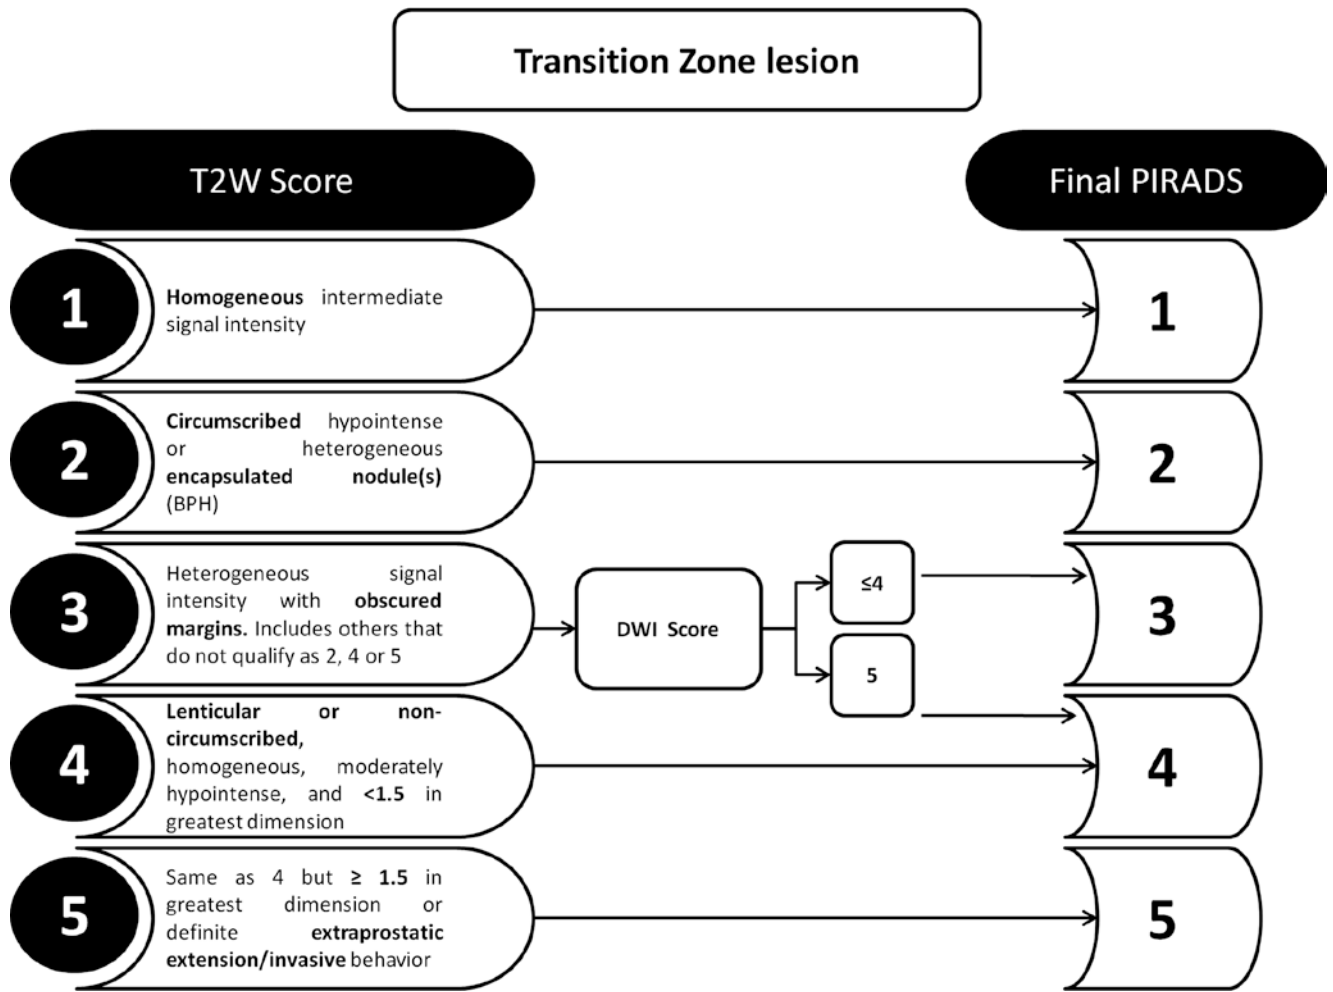 Transition Zone lesion
T2W Score
Final PIRADS
1
Homogeneous intermediate
signal intensity
1
2
Circumscribed hypointense
or heterogeneous
encapsulated nodule(s)
(BPH)
2
3
Heterogeneous signal
intensity with obscured
margins. Includes others that
do not qualify as 2, 4 or 5
DWI Score
≤4
5
3
4
Lenticular or non-
circumscribed,
homogeneous, moderately
hypointense, and <1.5 in
greatest dimension
4
5
Same as 4 but ≥ 1.5 in
greatest dimension or
definite extraprostatic
extension/invasive behavior
5